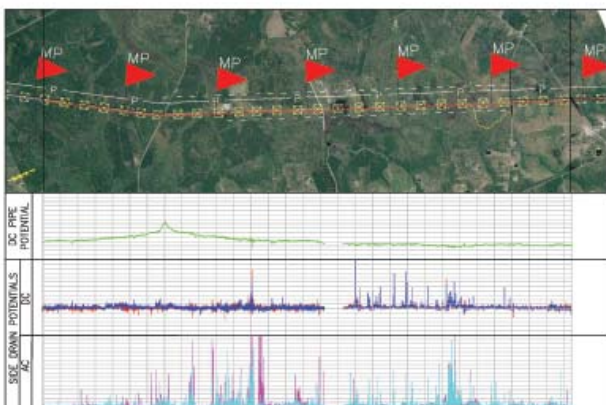 MP MP MP MP MP MP MP
P P
DC PIPE
POTENTIAL
SIDE DRAIN POTENTIALS
DC
AC